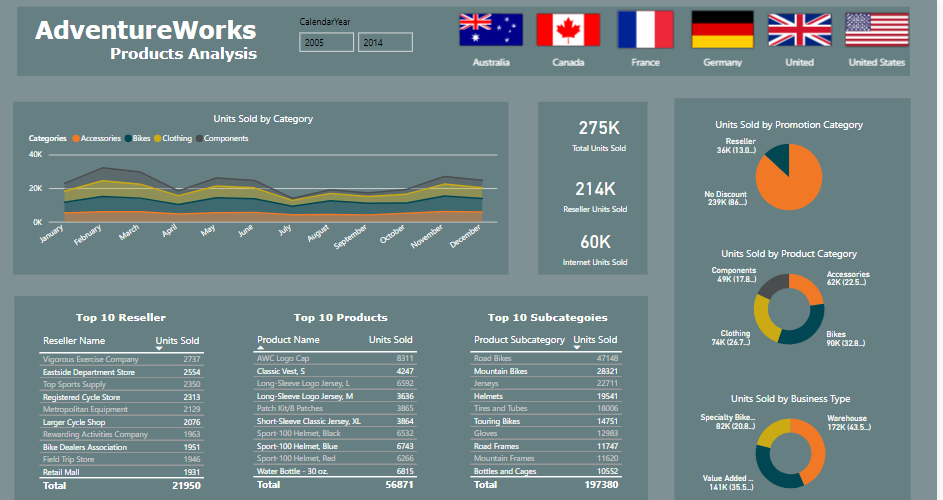 AdventureWorks
Products Analysis
CalendarYear
2005 2014
Australia Canada France Germany United United States
Units Sold by Category
Categories Accessories Bikes Clothing Components
40K
20K
0K
January February March April May June July August September October November December
275K
Total Units Sold
214K
Reseller Units Sold
60K
Internet Units Sold
Units Sold by Promotion Category
Reseller
36K (13.0...)
No Discount
239K (86...)
Units Sold by Product Category
Components
49K (17.8...)
Accessories
62K (22.5...)
Clothing
74K (26.7...)
Bikes
90K (32.8...)
Units Sold by Business Type
Specialty Bike...
82K (20.8...)
Warehouse
172K (43.5...)
Value Added ...
141K (35.5...)
Top 10 Reseller
Reseller Name Units Sold
Vigorous Exercise Company 2737
Eastside Department Store 2554
Top Sports Supply 2350
Registered Cycle Store 2313
Metropolitan Equipment 2129
Larger Cycle Shop 2076
Rewarding Activities Company 1963
Bike Dealers Association 1951
Field Trip Store 1946
Retail Mall 1931
Total 21950
Top 10 Products
Product Name Units Sold
AWC Logo Cap 8311
Classic Vest, S 4247
Long-Sleeve Logo Jersey, L 6592
Long-Sleeve Logo Jersey, M 3636
Patch Kit/8 Patches 3865
Short-Sleeve Classic Jersey, XL 3864
Sport-100 Helmet, Black 6532
Sport-100 Helmet, Blue 6743
Sport-100 Helmet, Red 6266
Water Bottle - 30 oz. 6815
Total 56871
Top 10 Subcategoies
Product Subcategory Units Sold
Road Bikes 47148
Mountain Bikes 28321
Jerseys 22711
Helmets 19541
Tires and Tubes 18006
Touring Bikes 14751
Gloves 12983
Road Frames 11747
Mountain Frames 11620
Bottles and Cages 10552
Total 197380